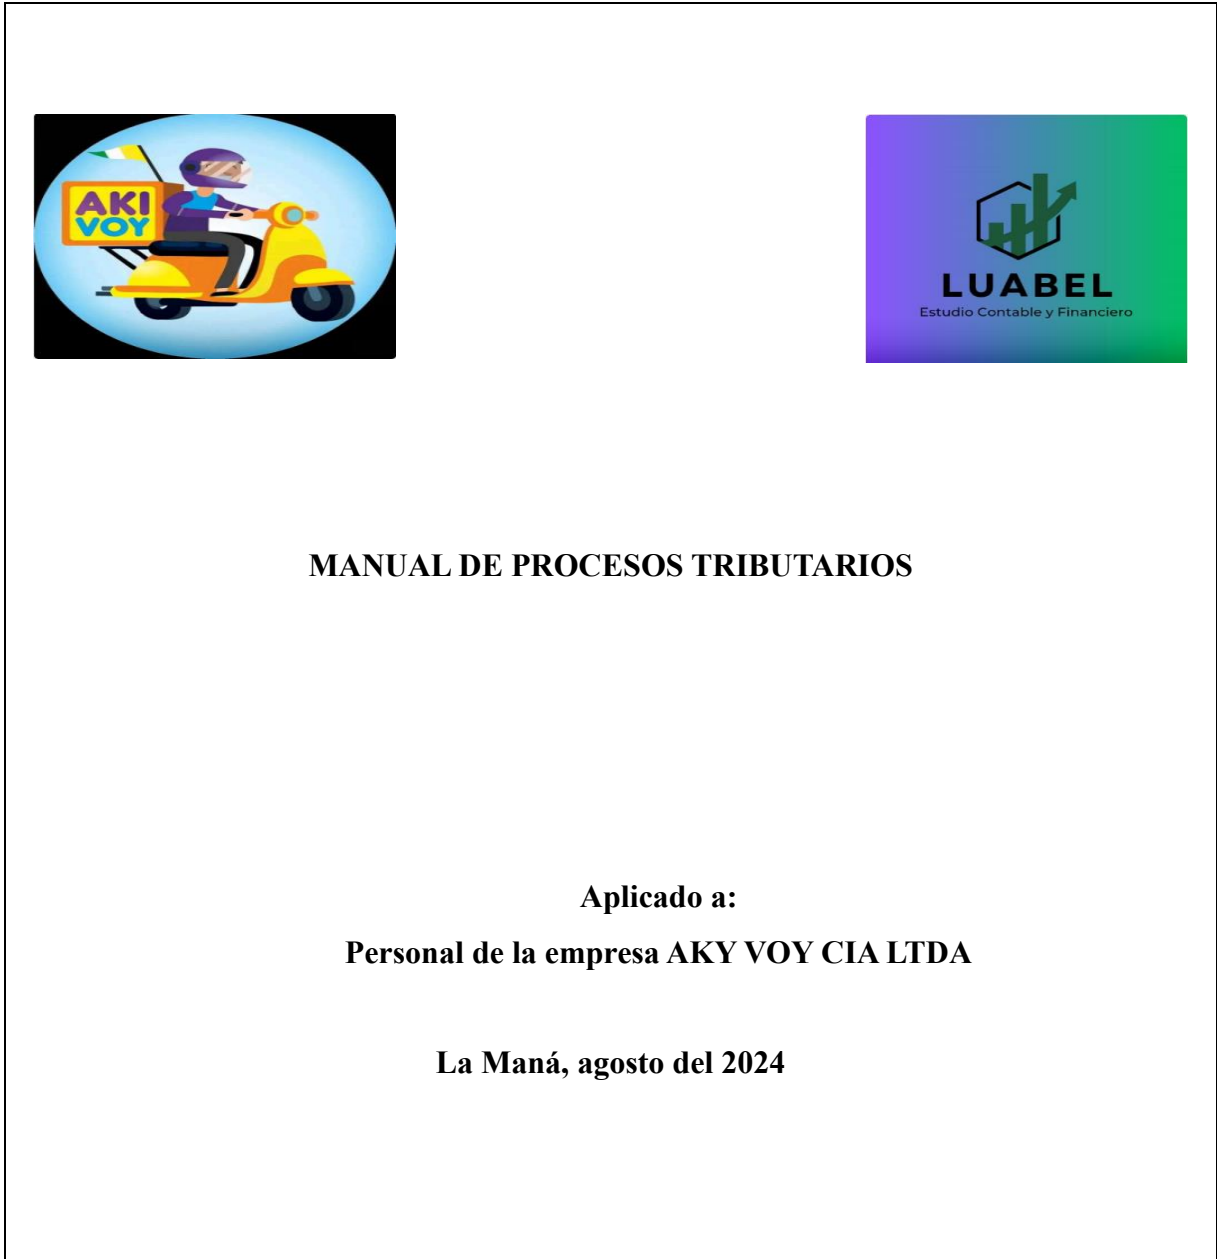 AKI
VOY
LUABEL
Estudio Contable y Financiero
MANUAL DE PROCESOS TRIBUTARIOS
Aplicado a:
Personal de la empresa AKY VOY CIA LTDA
La Maná, agosto del 2024